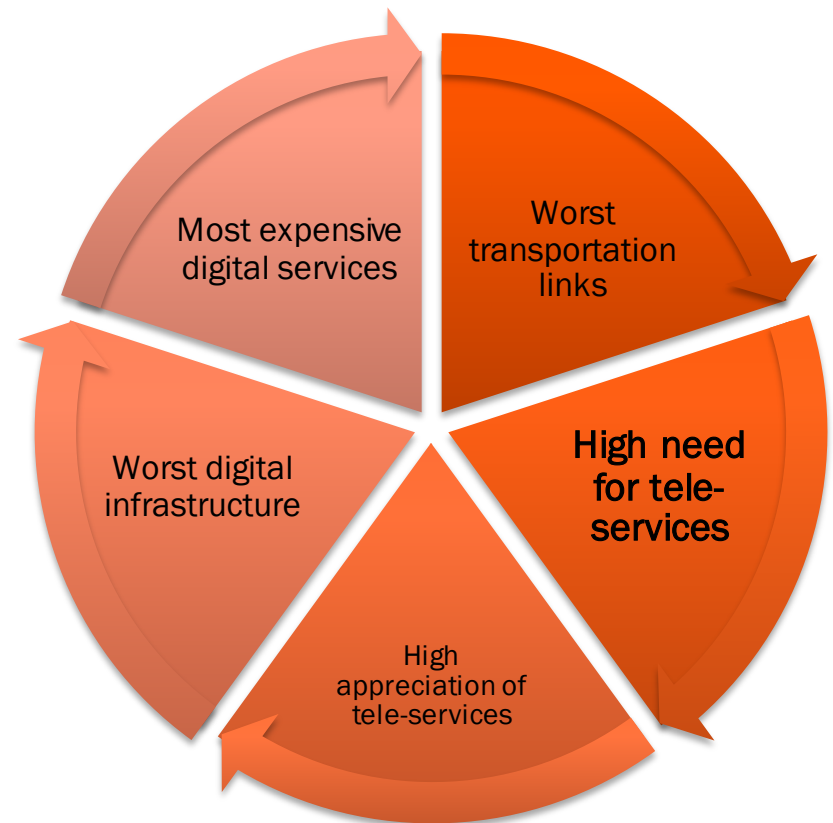 Most expensive
digital services
Worst
transportation
links
High need
for tele-
services
High
appreciation of
tele-services
Worst digital
infrastructure